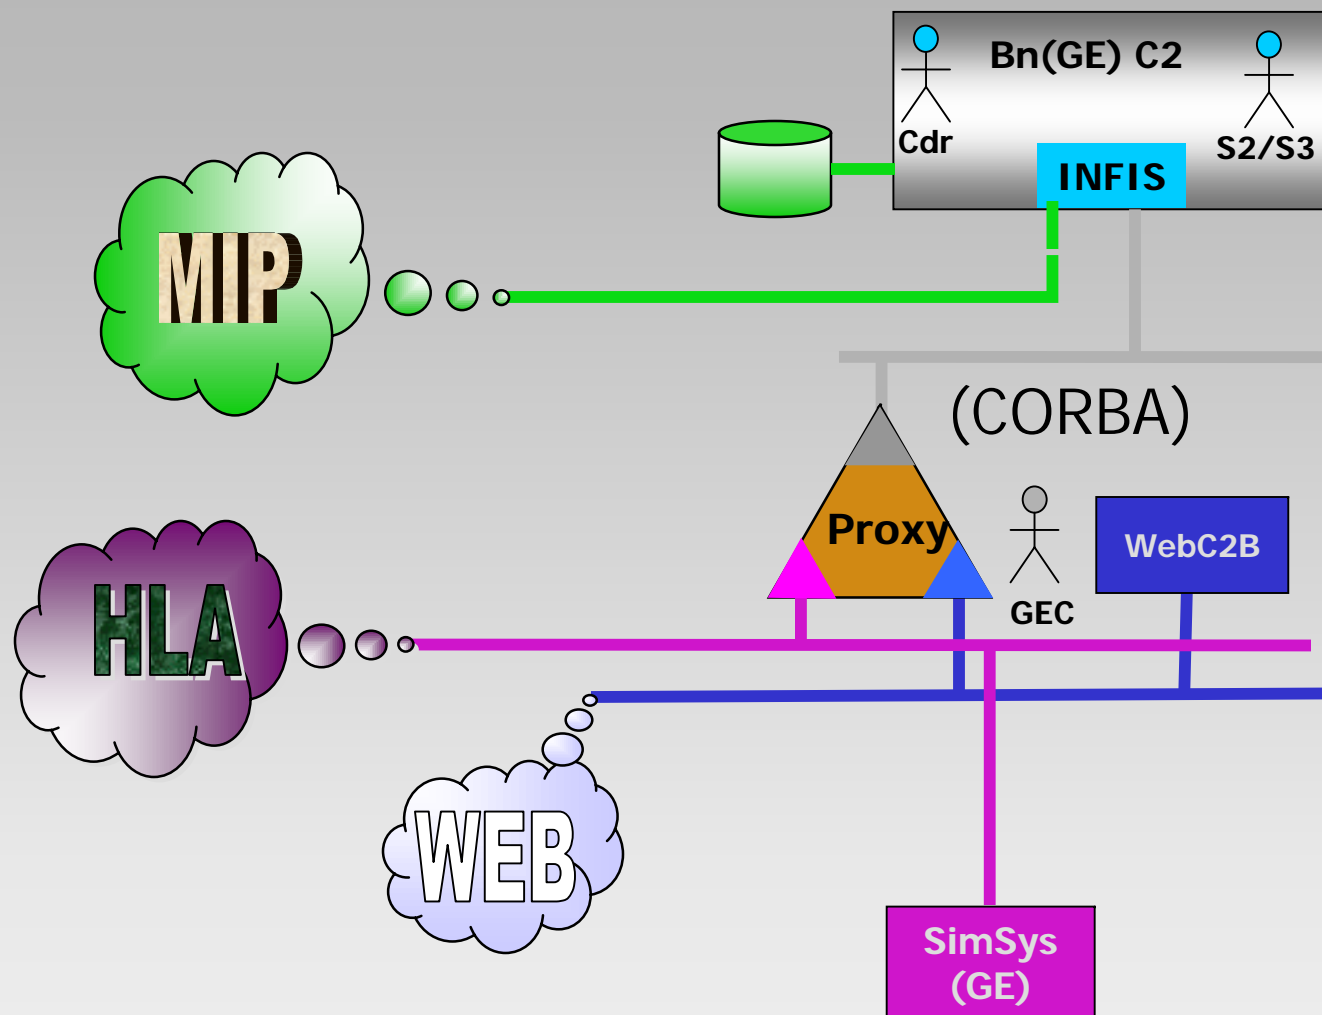 Bn(GE) C2
Cdr
S2/S3
INFIS
MIP
(CORBA)
Proxy
WebC2B
GEC
HLA
WEB
SimSys
(GE)